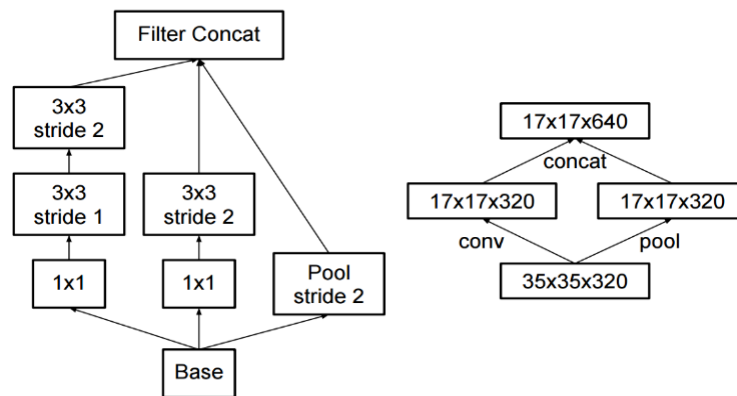 Filter Concat
3x3
stride 2
3x3
stride 1
3x3
stride 2
1x1
1x1
Pool
stride 2
Base
17x17x640
concat
17x17x320
17x17x320
conv
pool
35x35x320